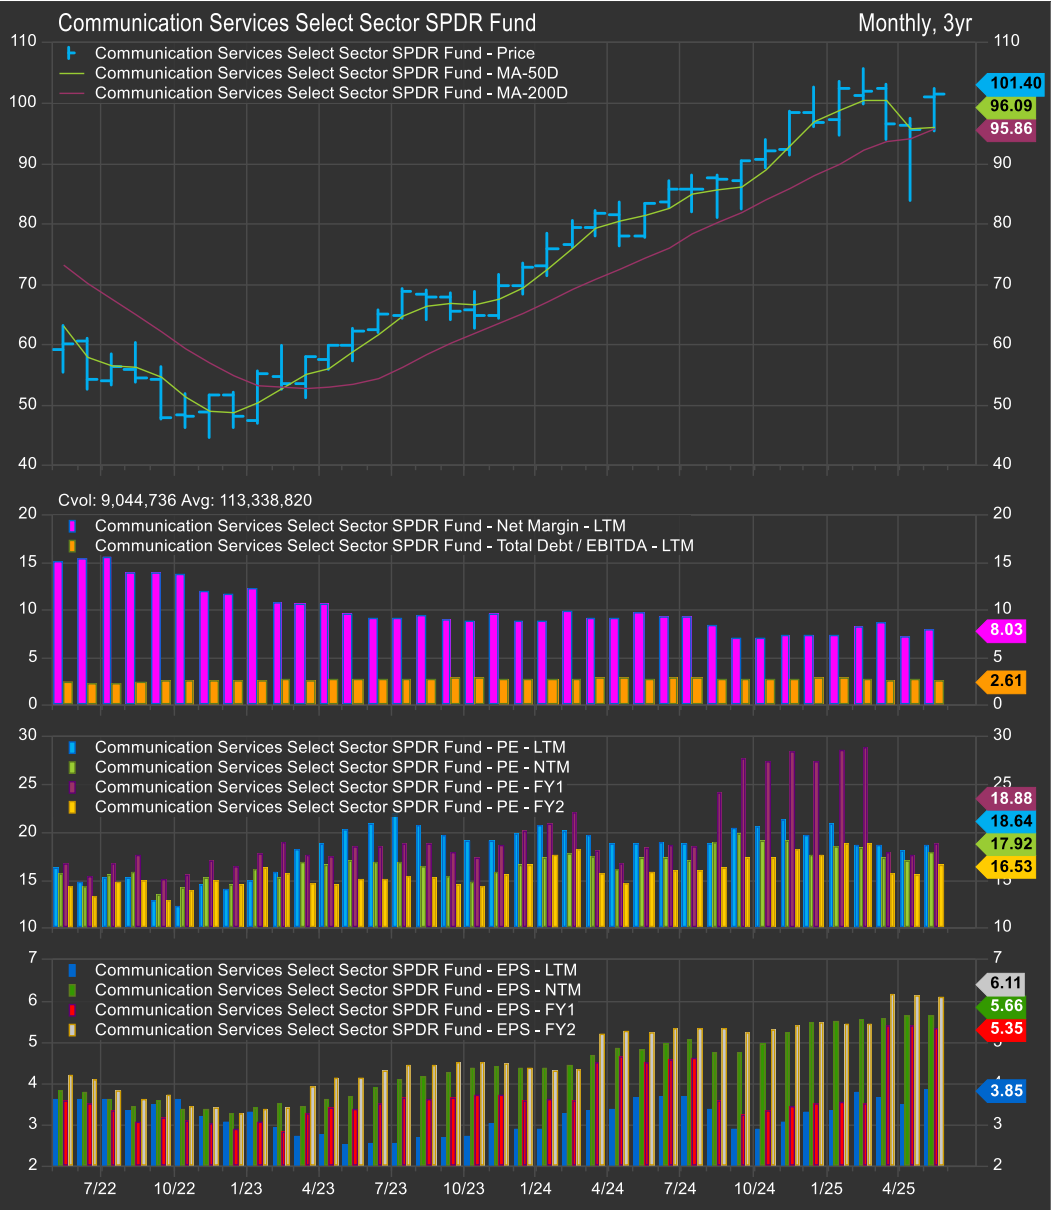 Communication Services Select Sector SPDR Fund Monthly, 3yr
110 110
Communication Services Select Sector SPDR Fund - Price
Communication Services Select Sector SPDR Fund - MA-50D
Communication Services Select Sector SPDR Fund - MA-200D
101.40
100
96.09
95.86
90 90
80 80
70 70
60 60
50 50
40 40
Cvol: 9,044,736 Avg: 113,338,820
20 20
Communication Services Select Sector SPDR Fund - Net Margin - LTM
Communication Services Select Sector SPDR Fund - Total Debt / EBITDA - LTM
15 15
10 10
8.03
5 5
2.61
0 0
30 30
Communication Services Select Sector SPDR Fund - PE - LTM
Communication Services Select Sector SPDR Fund - PE - NTM
25 25
Communication Services Select Sector SPDR Fund - PE - FY1
18.88
Communication Services Select Sector SPDR Fund - PE - FY2
18.64
20
17.92
16.53
15 15
10 10
7 7
Communication Services Select Sector SPDR Fund - EPS - LTM
6.11
Communication Services Select Sector SPDR Fund - EPS - NTM
6
5.66
Communication Services Select Sector SPDR Fund - EPS - FY1
Communication Services Select Sector SPDR Fund - EPS - FY2
5.35
5 5
4
3.85
3 3
2 2
7/22 10/22 1/23 4/23 7/23 10/23 1/24 4/24 7/24 10/24 1/25 4/25